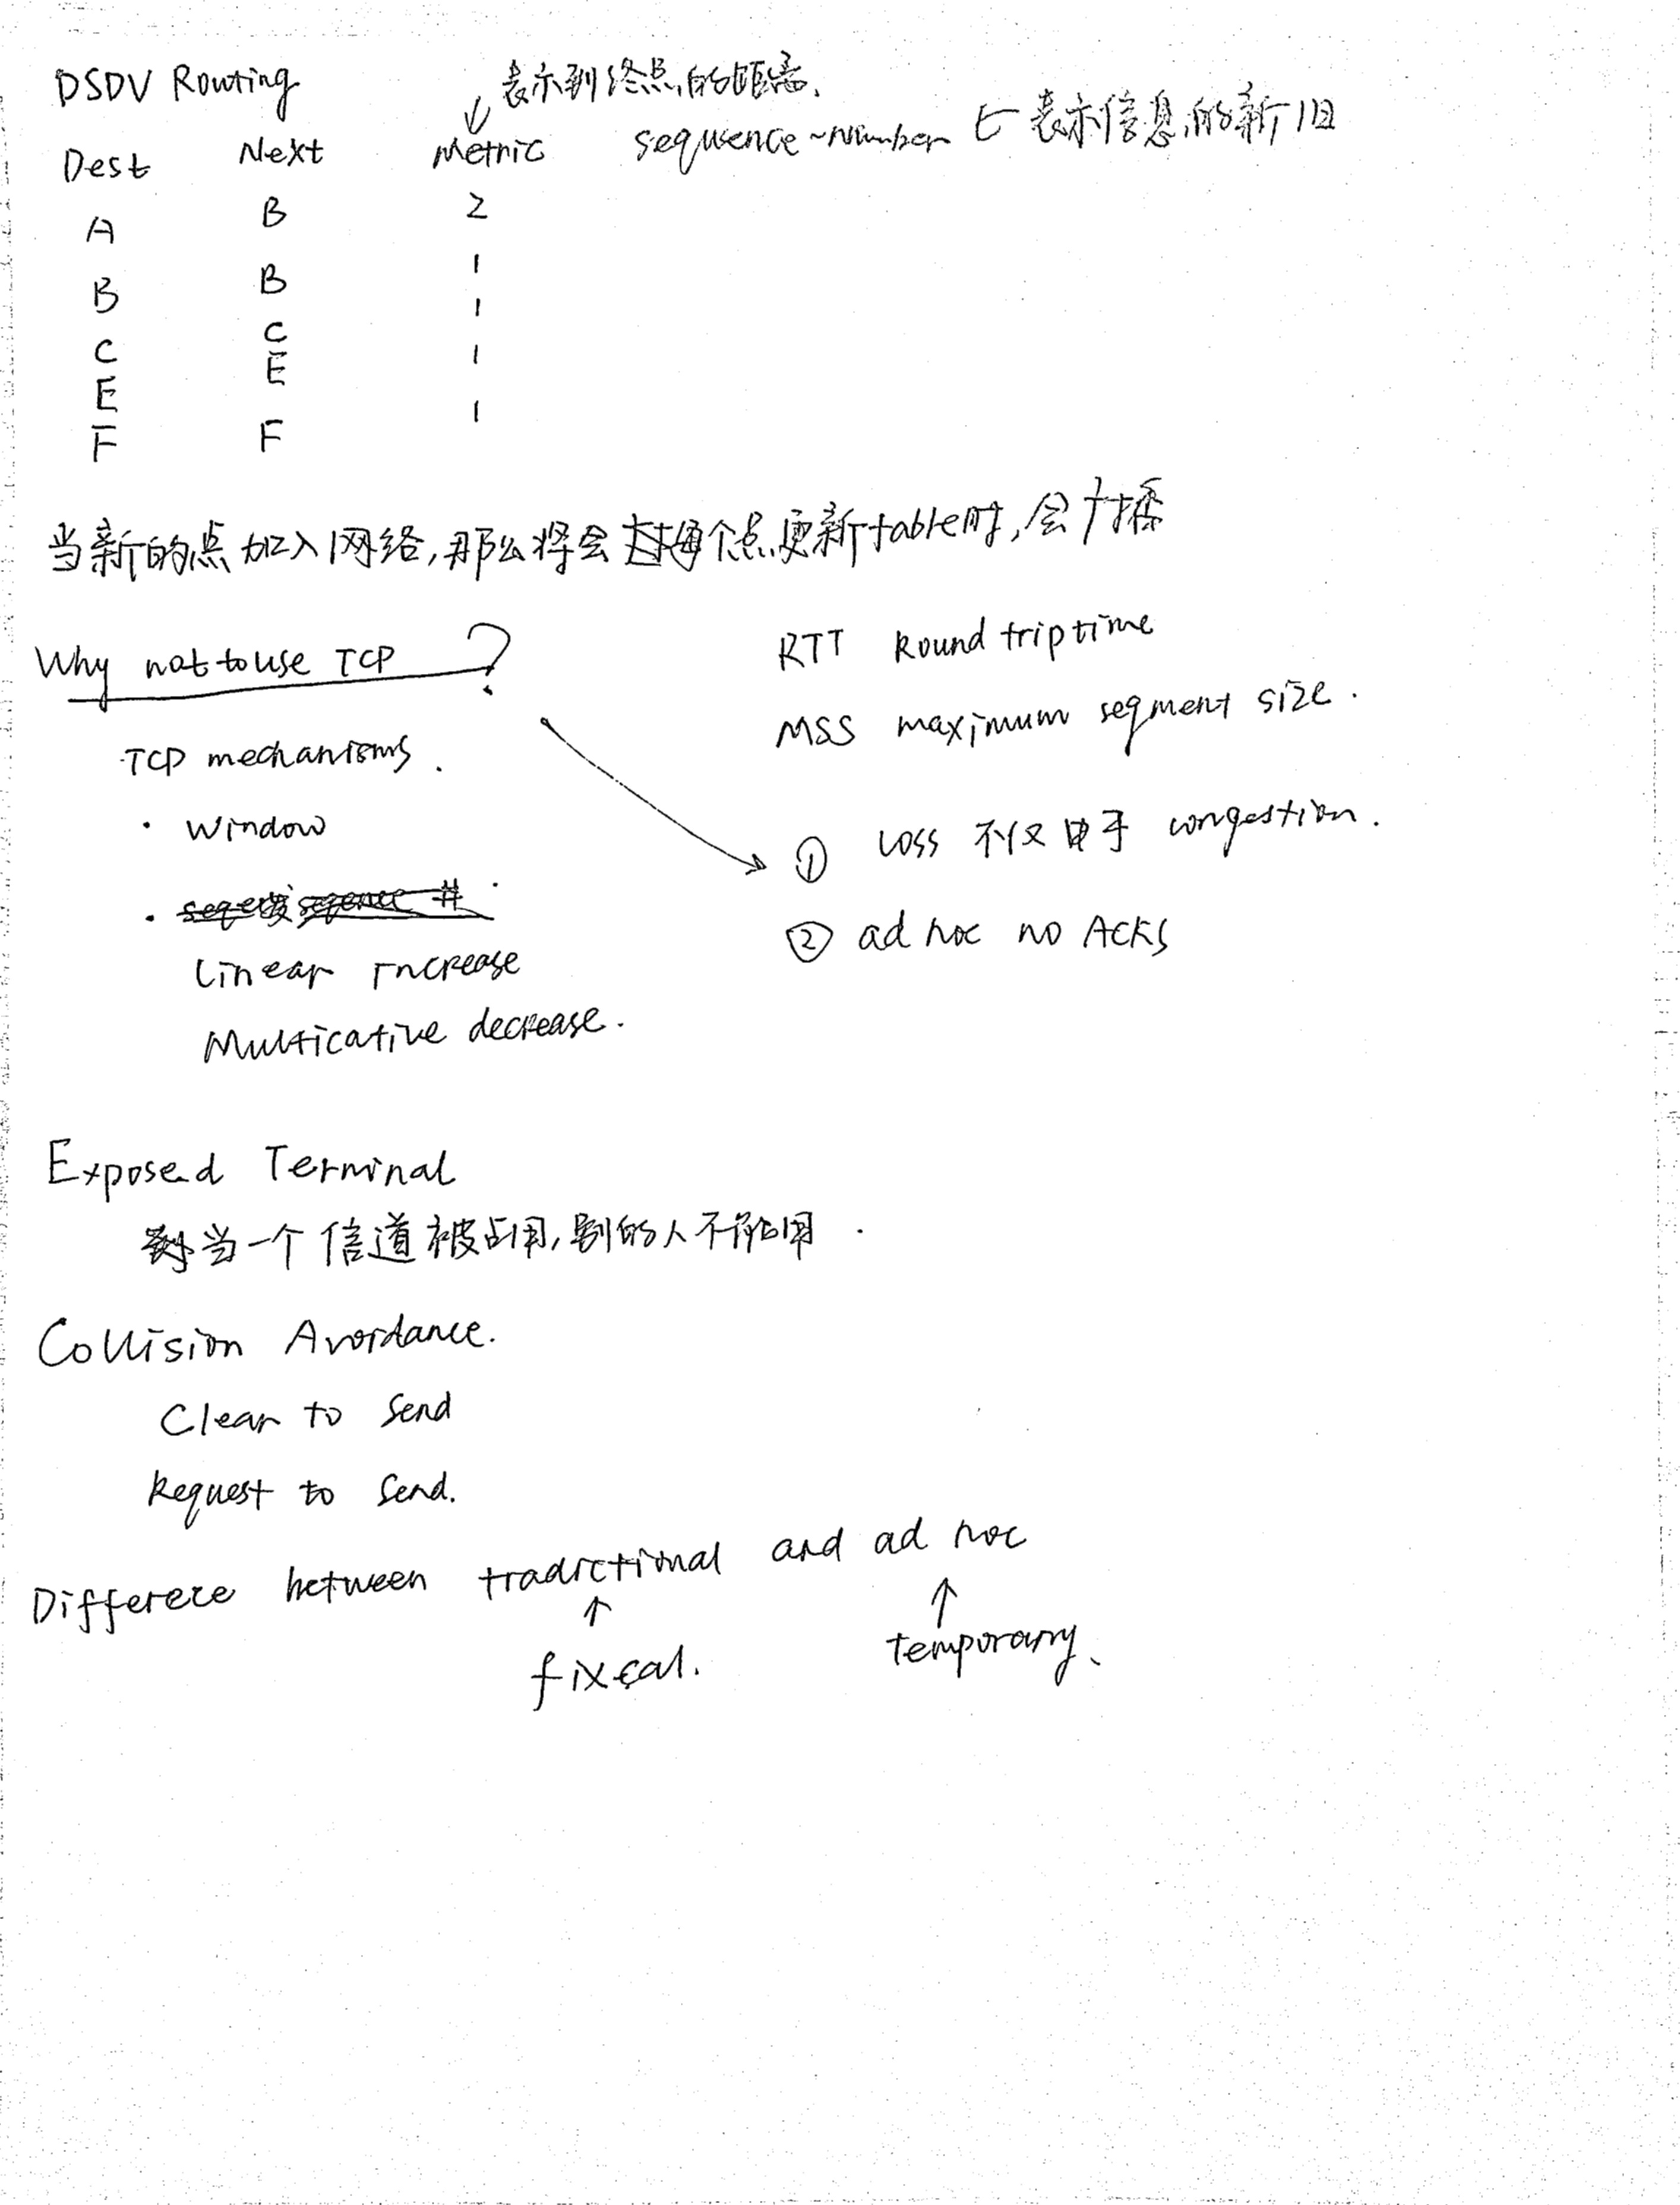 DSDV Routing
表示到终点的距离.
Dest Next Metric sequence-Number ← 表示信息的新旧
A B 2
B B 1
C C 1
E E 1
F F 1
当新的点加入网络,那么将会每个点更新table时,会广播
Why not to use TCP ?
RTT Round trip time
MSS maximum segment size.
TCP mechanisms.
· Window
① Loss 不仅由于 congestion.
② ad hoc no ACKs
Linear Increase
Multicative decrease.
Exposed Terminal
当一个信道被占用,别的人不能占用.
Collision Avoidance.
Clear to Send
Request to Send.
Differece between tradictional and ad hoc
↑ ↑
temporary.